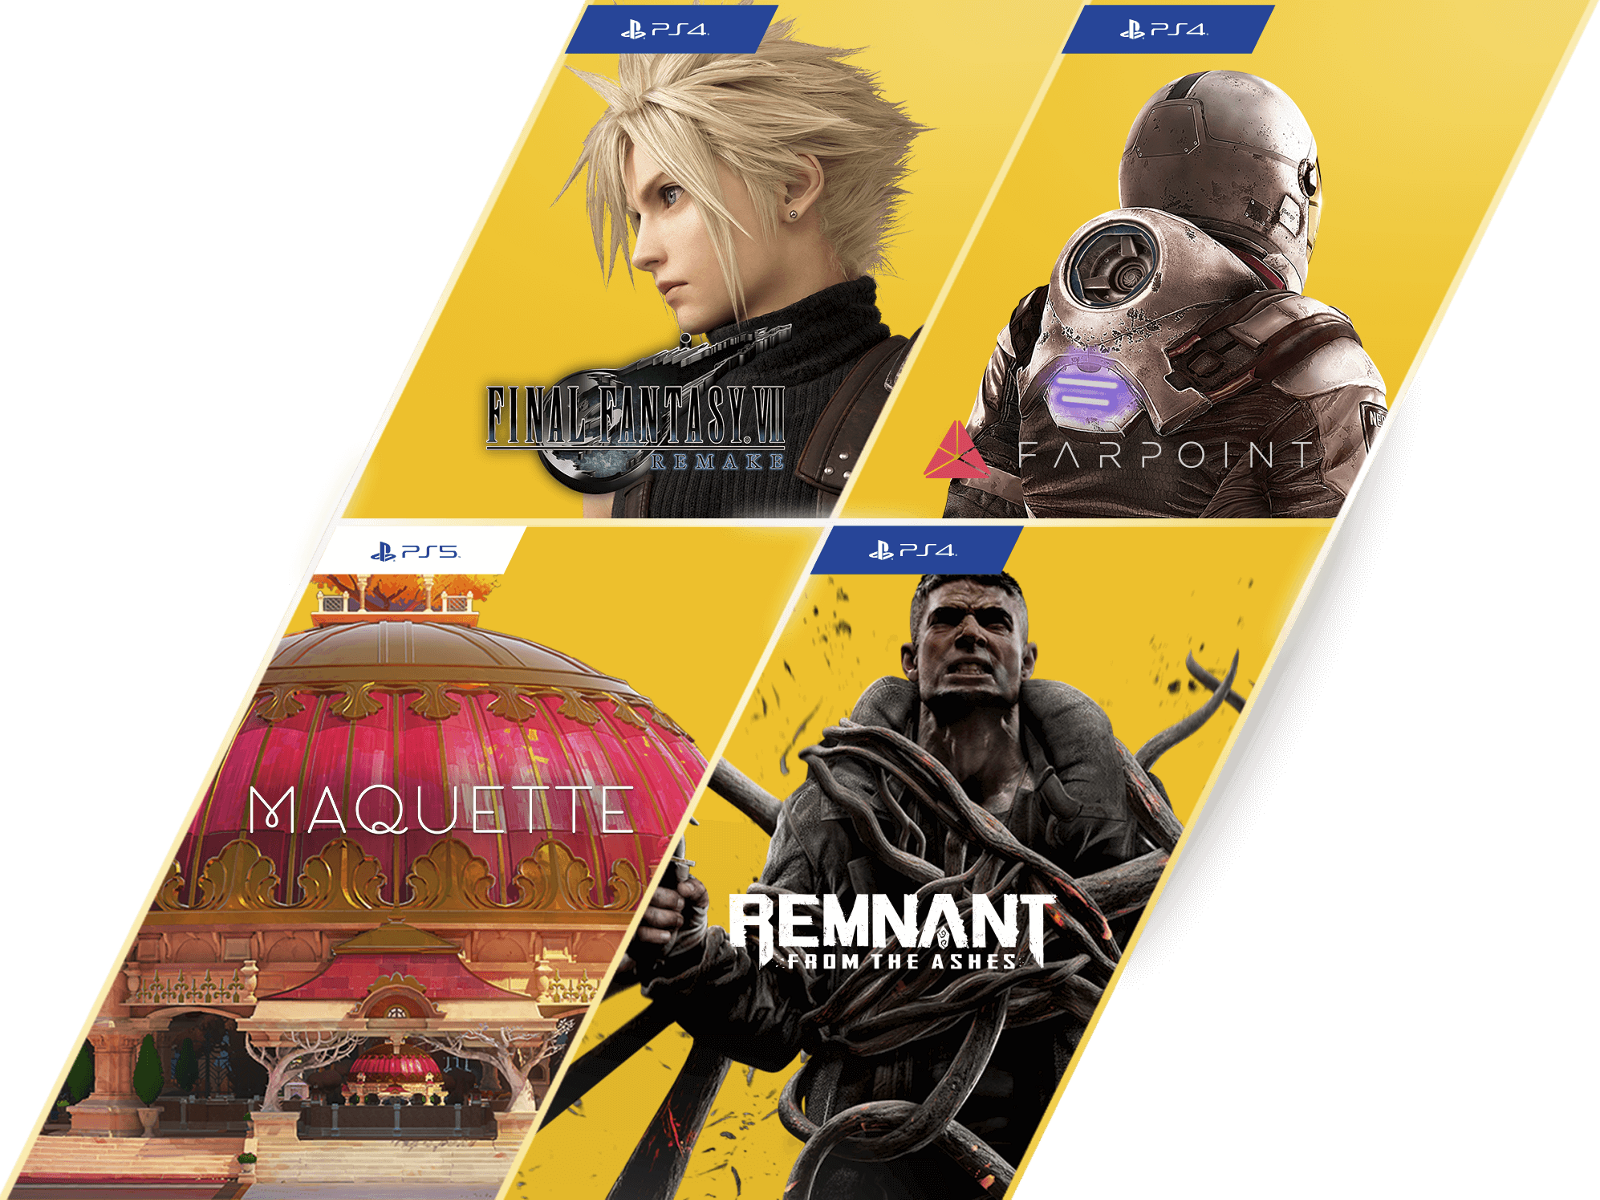 PS4
PS4
FINAL FANTASY VII
REMAKE
FARPOINT
PS5
PS4
MAQUETTE
REMNANT
FROM THE ASHES